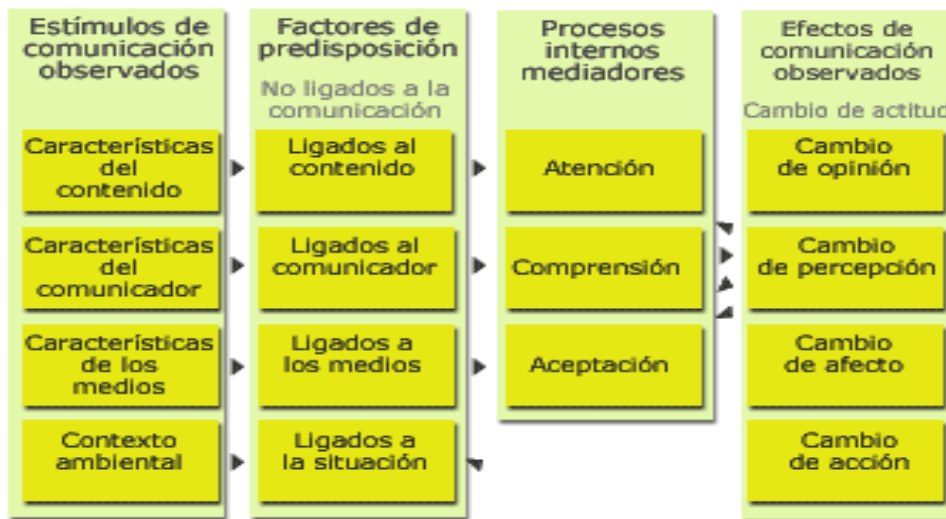 Estímulos de
comunicación
observados
Características
del
contenido
Características
del
comunicador
Características
de los
medios
Contexto
ambiental
Factores de
predisposición
No ligados a la
comunicación
Ligados al
contenido
Ligados al
comunicador
Ligados a
los medios
Ligados a
la situación
Procesos
internos
mediadores
Atención
Comprensión
Aceptación
Efectos de
comunicación
observados
Cambio de actitud
Cambio
de opinión
Cambio
de percepción
Cambio
de afecto
Cambio
de acción